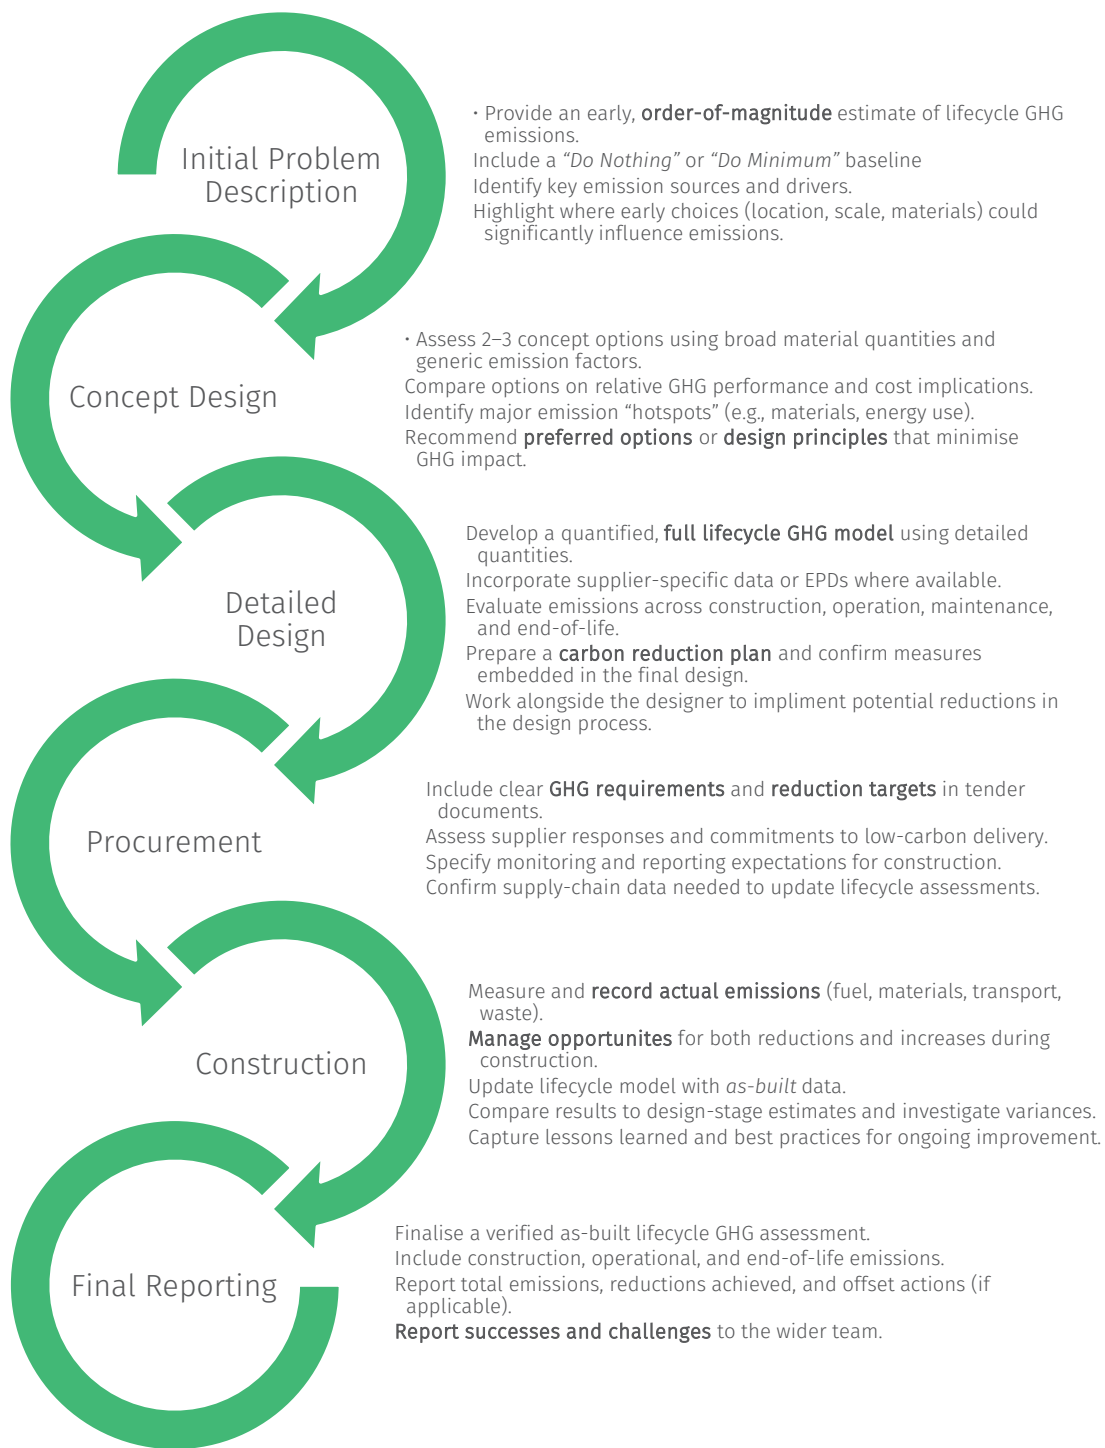 Initial Problem
Description
· Provide an early, order-of-magnitude estimate of lifecycle GHG
emissions.
Include a “Do Nothing” or “Do Minimum” baseline
Identify key emission sources and drivers.
Highlight where early choices (location, scale, materials) could
significantly influence emissions.
Concept Design
· Assess 2–3 concept options using broad material quantities and
generic emission factors.
Compare options on relative GHG performance and cost implications.
Identify major emission “hotspots” (e.g., materials, energy use).
Recommend preferred options or design principles that minimise
GHG impact.
Detailed
Design
Develop a quantified, full lifecycle GHG model using detailed
quantities.
Incorporate supplier-specific data or EPDs where available.
Evaluate emissions across construction, operation, maintenance,
and end-of-life.
Prepare a carbon reduction plan and confirm measures
embedded in the final design.
Work alongside the designer to impliment potential reductions in
the design process.
Procurement
Include clear GHG requirements and reduction targets in tender
documents.
Assess supplier responses and commitments to low-carbon delivery.
Specify monitoring and reporting expectations for construction.
Confirm supply-chain data needed to update lifecycle assessments.
Construction
Measure and record actual emissions (fuel, materials, transport,
waste).
Manage opportunites for both reductions and increases during
construction.
Update lifecycle model with as-built data.
Compare results to design-stage estimates and investigate variances.
Capture lessons learned and best practices for ongoing improvement.
Final Reporting
Finalise a verified as-built lifecycle GHG assessment.
Include construction, operational, and end-of-life emissions.
Report total emissions, reductions achieved, and offset actions (if
applicable).
Report successes and challenges to the wider team.